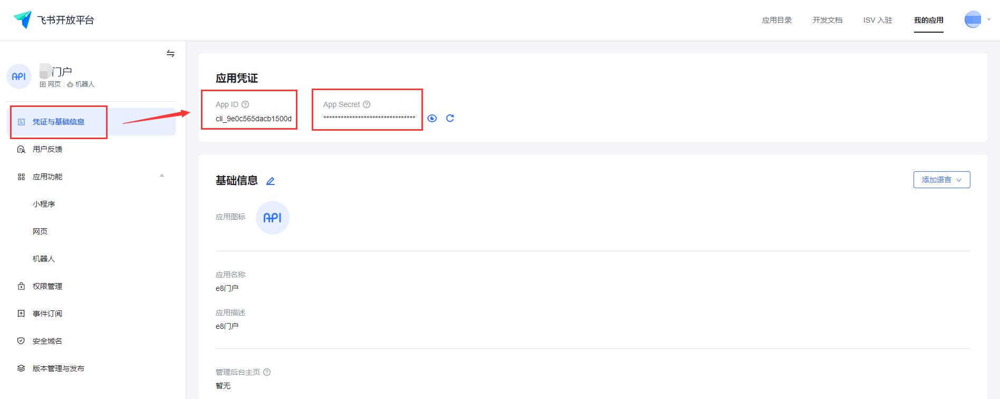 飞书开放平台
应用目录 开发文档 ISV 入驻 我的应用
API
门户
网页 机器人
凭证与基础信息
用户反馈
应用功能
小程序
网页
机器人
权限管理
事件订阅
安全域名
版本管理与发布
应用凭证
App ID
cli_9e0c565dacb1500d
App Secret
********************************
基础信息
添加语言
应用图标
API
应用名称
e8门户
应用描述
e8门户
管理后台主页
暂无